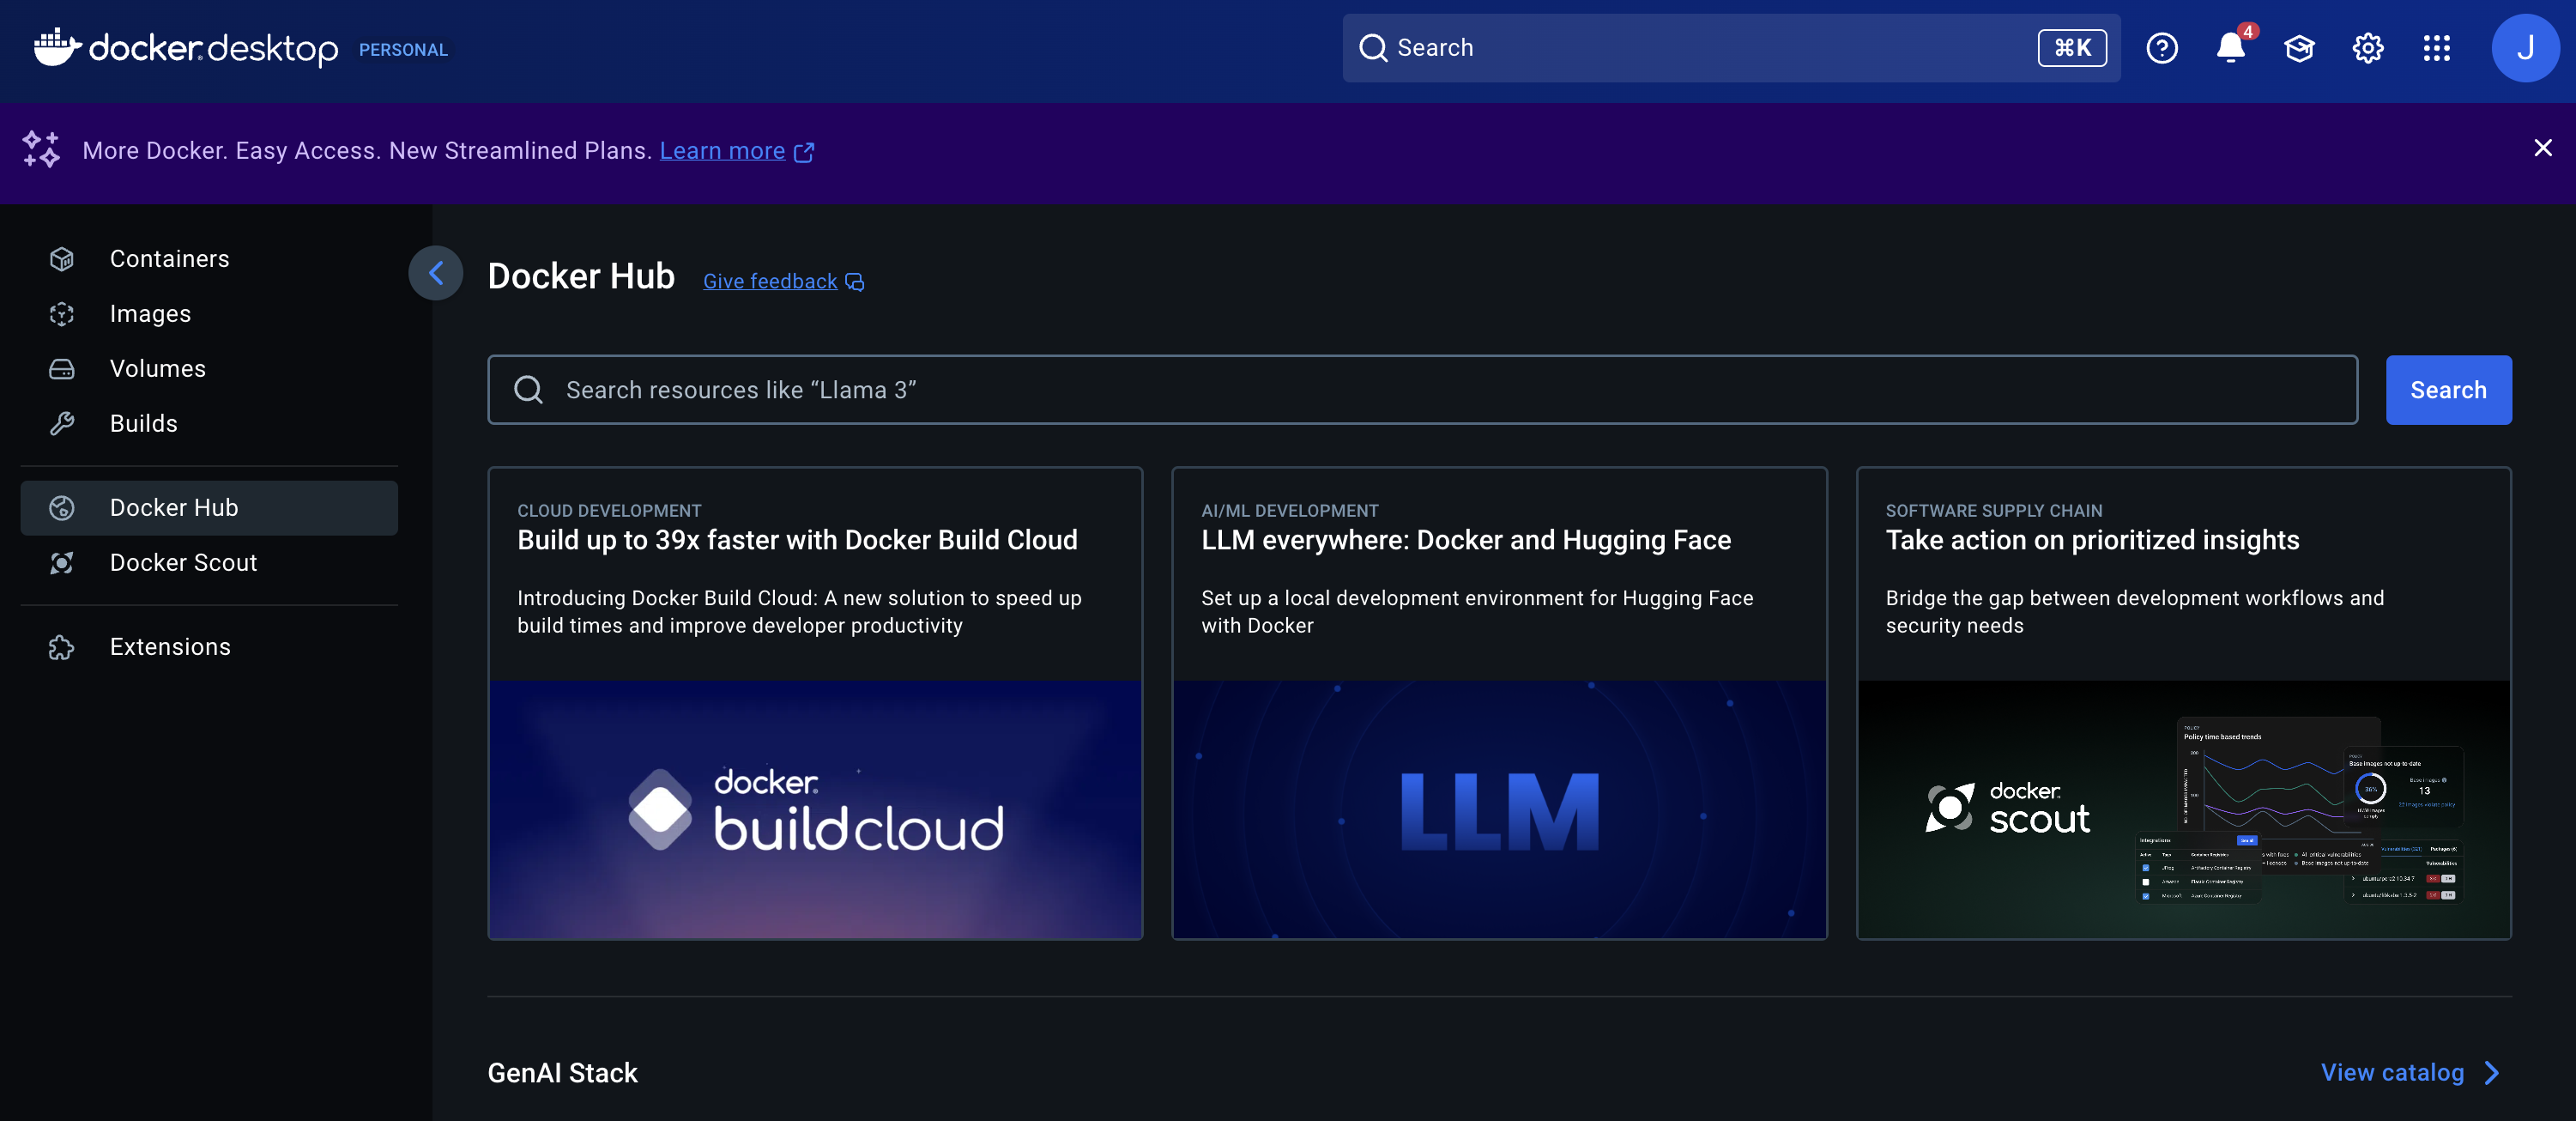 docker desktop PERSONAL
Search
⌘K
4
J
More Docker. Easy Access. New Streamlined Plans. Learn more
Containers
Images
Volumes
Builds
Docker Hub
Docker Scout
Extensions
Docker Hub
Give feedback
Search resources like “Llama 3”
Search
CLOUD DEVELOPMENT
Build up to 39x faster with Docker Build Cloud
Introducing Docker Build Cloud: A new solution to speed up
build times and improve developer productivity
docker
build cloud
AI/ML DEVELOPMENT
LLM everywhere: Docker and Hugging Face
Set up a local development environment for Hugging Face
with Docker
LLM
SOFTWARE SUPPLY CHAIN
Take action on prioritized insights
Bridge the gap between development workflows and
security needs
docker
scout
Policy time based trends
Base images not up-to-date
36%
Base images
13
Integrations
GenAI Stack
View catalog